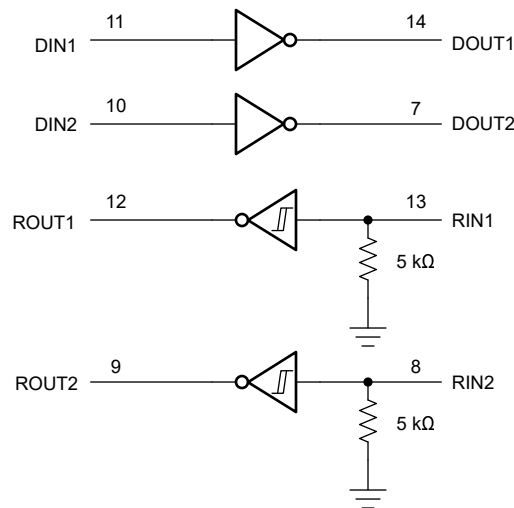 11 14
DIN1 DOUT1
10 7
DIN2 DOUT2
12 13
ROUT1 RIN1
5 kΩ
9 8
ROUT2 RIN2
5 kΩ